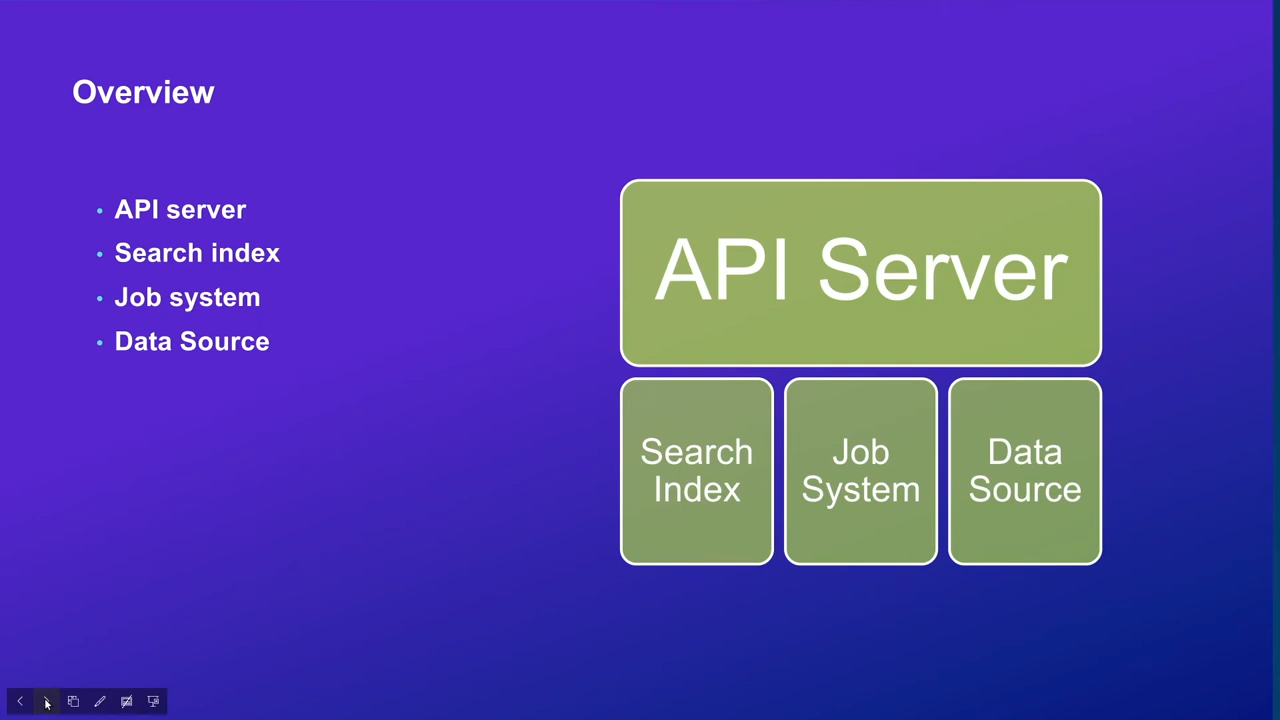 Overview
API server
Search index
Job system
Data Source
API Server
Search
Index
Job
System
Data
Source